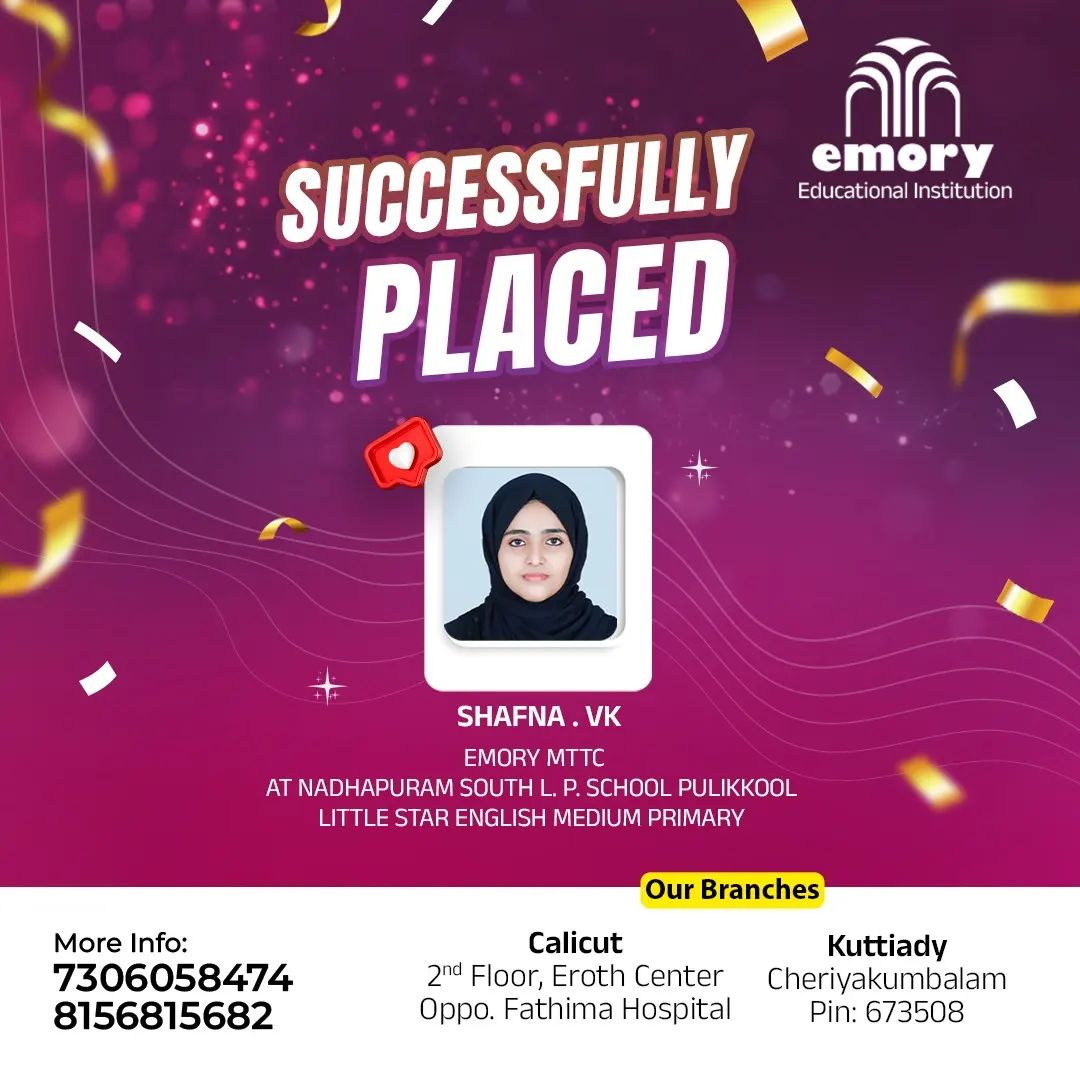 emory
Educational Institution
SUCCESSFULLY
PLACED
SHAFNA . VK
EMORY MTTC
AT NADHAPURAM SOUTH L. P. SCHOOL PULIKKOOL
LITTLE STAR ENGLISH MEDIUM PRIMARY
Our Branches
More Info:
7306058474
8156815682
Calicut
2nd Floor, Eroth Center
Oppo. Fathima Hospital
Kuttiady
Cheriyakumbalam
Pin: 673508